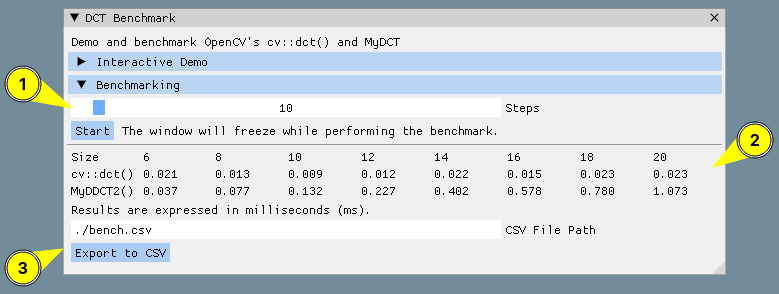 DCT Benchmark
Demo and benchmark OpenCV's cv::dct() and MyDCT
Interactive Demo
Benchmarking
1
10 Steps
Start The window will freeze while performing the benchmark.
2
Size 6 8 10 12 14 16 18 20
cv::dct() 0.021 0.013 0.009 0.012 0.022 0.015 0.023 0.023
MyDDCT2() 0.037 0.077 0.132 0.227 0.402 0.578 0.780 1.073
Results are expressed in milliseconds (ms).
./bench.csv CSV File Path
3
Export to CSV